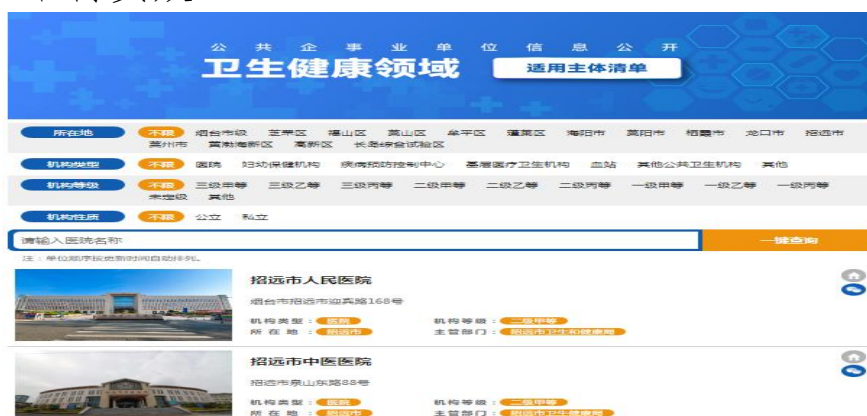 公共企事业单位信息公开
卫生健康领域 适用主体清单
所在地 不限 烟台市级 芝罘区 福山区 莱山区 牟平区 蓬莱区 海阳市 莱阳市 栖霞市 龙口市 招远市
莱州市 黄渤海新区 高新区 长岛综合试验区
机构类型 不限 医院 妇幼保健机构 疾病预防控制中心 基层医疗卫生机构 血站 其他公共卫生机构 其他
机构等级 不限 三级甲等 三级乙等 三级丙等 二级甲等 二级乙等 二级丙等 一级甲等 一级乙等 一级丙等
未定级 其他
机构性质 不限 公立 私立
请输入医院名称 一键查询
注：单位顺序按更新时间自动排列。
招远市人民医院
烟台市招远市迎宾路168号
机构类型：医院 机构等级：二级甲等
所在地：招远市 主管部门：招远市卫生和健康局
招远市中医医院
招远市泉山东路88号
机构类型：医院 机构等级：二级甲等
所在地：招远市 主管部门：招远市卫生健康局